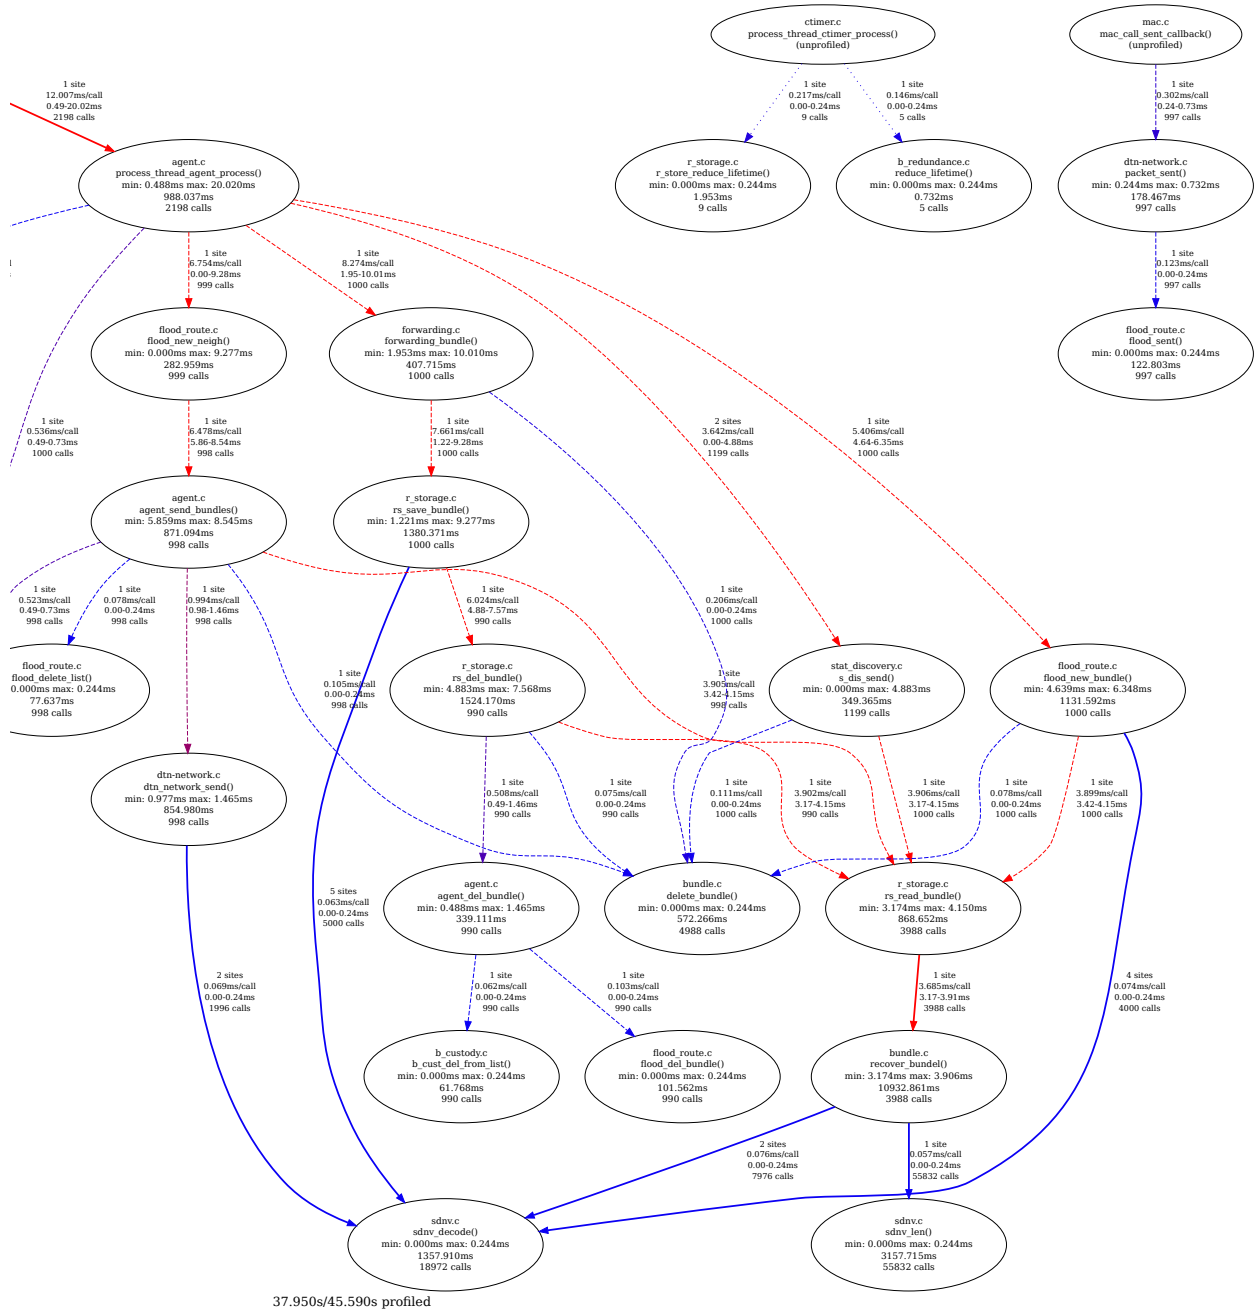 ctimer.c
process_thread_ctimer_process()
(unprofiled)
mac.c
mac_call_sent_callback()
(unprofiled)
1 site
12.007ms/call
0.49-20.02ms
2198 calls
1 site
0.217ms/call
0.00-0.24ms
9 calls
1 site
0.146ms/call
0.00-0.24ms
5 calls
1 site
0.302ms/call
0.24-0.73ms
997 calls
agent.c
process_thread_agent_process()
min: 0.488ms max: 20.020ms
988.037ms
2198 calls
r_storage.c
r_store_reduce_lifetime()
min: 0.000ms max: 0.244ms
1.953ms
9 calls
b_redundance.c
reduce_lifetime()
min: 0.000ms max: 0.244ms
0.732ms
5 calls
dtn-network.c
packet_sent()
min: 0.244ms max: 0.732ms
178.467ms
997 calls
1 site
6.754ms/call
0.00-9.28ms
999 calls
1 site
8.274ms/call
1.95-10.01ms
1000 calls
1 site
0.123ms/call
0.00-0.24ms
997 calls
flood_route.c
flood_new_neigh()
min: 0.000ms max: 9.277ms
282.959ms
999 calls
forwarding.c
forwarding_bundle()
min: 1.953ms max: 10.010ms
407.715ms
1000 calls
flood_route.c
flood_sent()
min: 0.000ms max: 0.244ms
122.803ms
997 calls
1 site
0.536ms/call
0.49-0.73ms
1000 calls
1 site
6.478ms/call
5.86-8.54ms
998 calls
1 site
7.661ms/call
1.22-9.28ms
1000 calls
2 sites
3.642ms/call
0.00-4.88ms
1199 calls
1 site
5.406ms/call
4.64-6.35ms
1000 calls
agent.c
agent_send_bundles()
min: 5.859ms max: 8.545ms
871.094ms
998 calls
r_storage.c
rs_save_bundle()
min: 1.221ms max: 9.277ms
1380.371ms
1000 calls
1 site
0.523ms/call
0.49-0.73ms
998 calls
1 site
0.078ms/call
0.00-0.24ms
998 calls
1 site
0.994ms/call
0.98-1.46ms
998 calls
1 site
6.024ms/call
4.88-7.57ms
990 calls
1 site
0.206ms/call
0.00-0.24ms
1000 calls
flood_route.c
flood_delete_list()
0.000ms max: 0.244ms
77.637ms
998 calls
1 site
0.105ms/call
0.00-0.24ms
998 calls
r_storage.c
rs_del_bundle()
min: 4.883ms max: 7.568ms
1524.170ms
990 calls
1 site
3.905ms/call
3.42-4.15ms
998 calls
stat_discovery.c
s_dis_send()
min: 0.000ms max: 4.883ms
349.365ms
1199 calls
flood_route.c
flood_new_bundle()
min: 4.639ms max: 6.348ms
1131.592ms
1000 calls
dtn-network.c
dtn_network_send()
min: 0.977ms max: 1.465ms
854.980ms
998 calls
1 site
0.508ms/call
0.49-1.46ms
990 calls
1 site
0.075ms/call
0.00-0.24ms
990 calls
1 site
0.111ms/call
0.00-0.24ms
1000 calls
1 site
3.902ms/call
3.17-4.15ms
990 calls
1 site
3.906ms/call
3.17-4.15ms
1000 calls
1 site
0.078ms/call
0.00-0.24ms
1000 calls
1 site
3.899ms/call
3.42-4.15ms
1000 calls
5 sites
0.063ms/call
0.00-0.24ms
5000 calls
agent.c
agent_del_bundle()
min: 0.488ms max: 1.465ms
339.111ms
990 calls
bundle.c
delete_bundle()
min: 0.000ms max: 0.244ms
572.266ms
4988 calls
r_storage.c
rs_read_bundle()
min: 3.174ms max: 4.150ms
868.652ms
3988 calls
2 sites
0.069ms/call
0.00-0.24ms
1996 calls
1 site
0.062ms/call
0.00-0.24ms
990 calls
1 site
0.103ms/call
0.00-0.24ms
990 calls
1 site
3.685ms/call
3.17-3.91ms
3988 calls
4 sites
0.074ms/call
0.00-0.24ms
4000 calls
b_custody.c
b_cust_del_from_list()
min: 0.000ms max: 0.244ms
61.768ms
990 calls
flood_route.c
flood_del_bundle()
min: 0.000ms max: 0.244ms
101.562ms
990 calls
bundle.c
recover_bundel()
min: 3.174ms max: 3.906ms
10932.861ms
3988 calls
2 sites
0.076ms/call
0.00-0.24ms
7976 calls
1 site
0.057ms/call
0.00-0.24ms
55832 calls
sdnv.c
sdnv_decode()
min: 0.000ms max: 0.244ms
1357.910ms
18972 calls
sdnv.c
sdnv_len()
min: 0.000ms max: 0.244ms
3157.715ms
55832 calls
37.950s/45.590s profiled